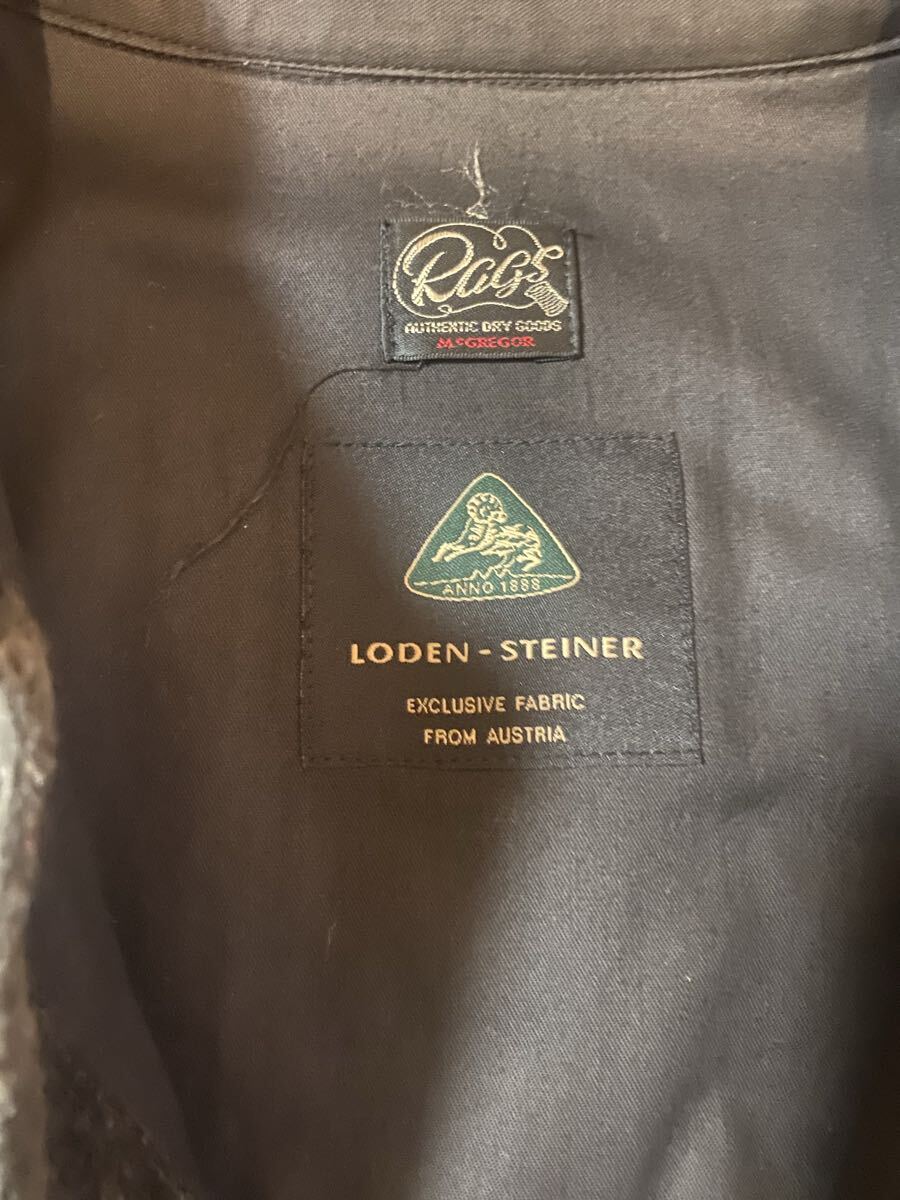 Rags
AUTHENTIC DRY GOODS
McGREGOR
ANNO 1888
LODEN - STEINER
EXCLUSIVE FABRIC
FROM AUSTRIA